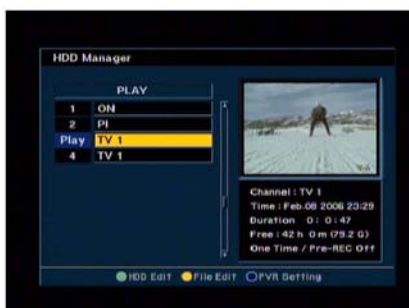 HDD Manager
PLAY
1 ON
2 PI
Play TV 1
4 TV 1
Channel : TV 1
Time : Feb.08 2006 23:29
Duration 0: 0:47
Free : 42 h 0 m (79.2 G)
One Time / Pre-REC Off
HDD Edit File Edit PVR Setting